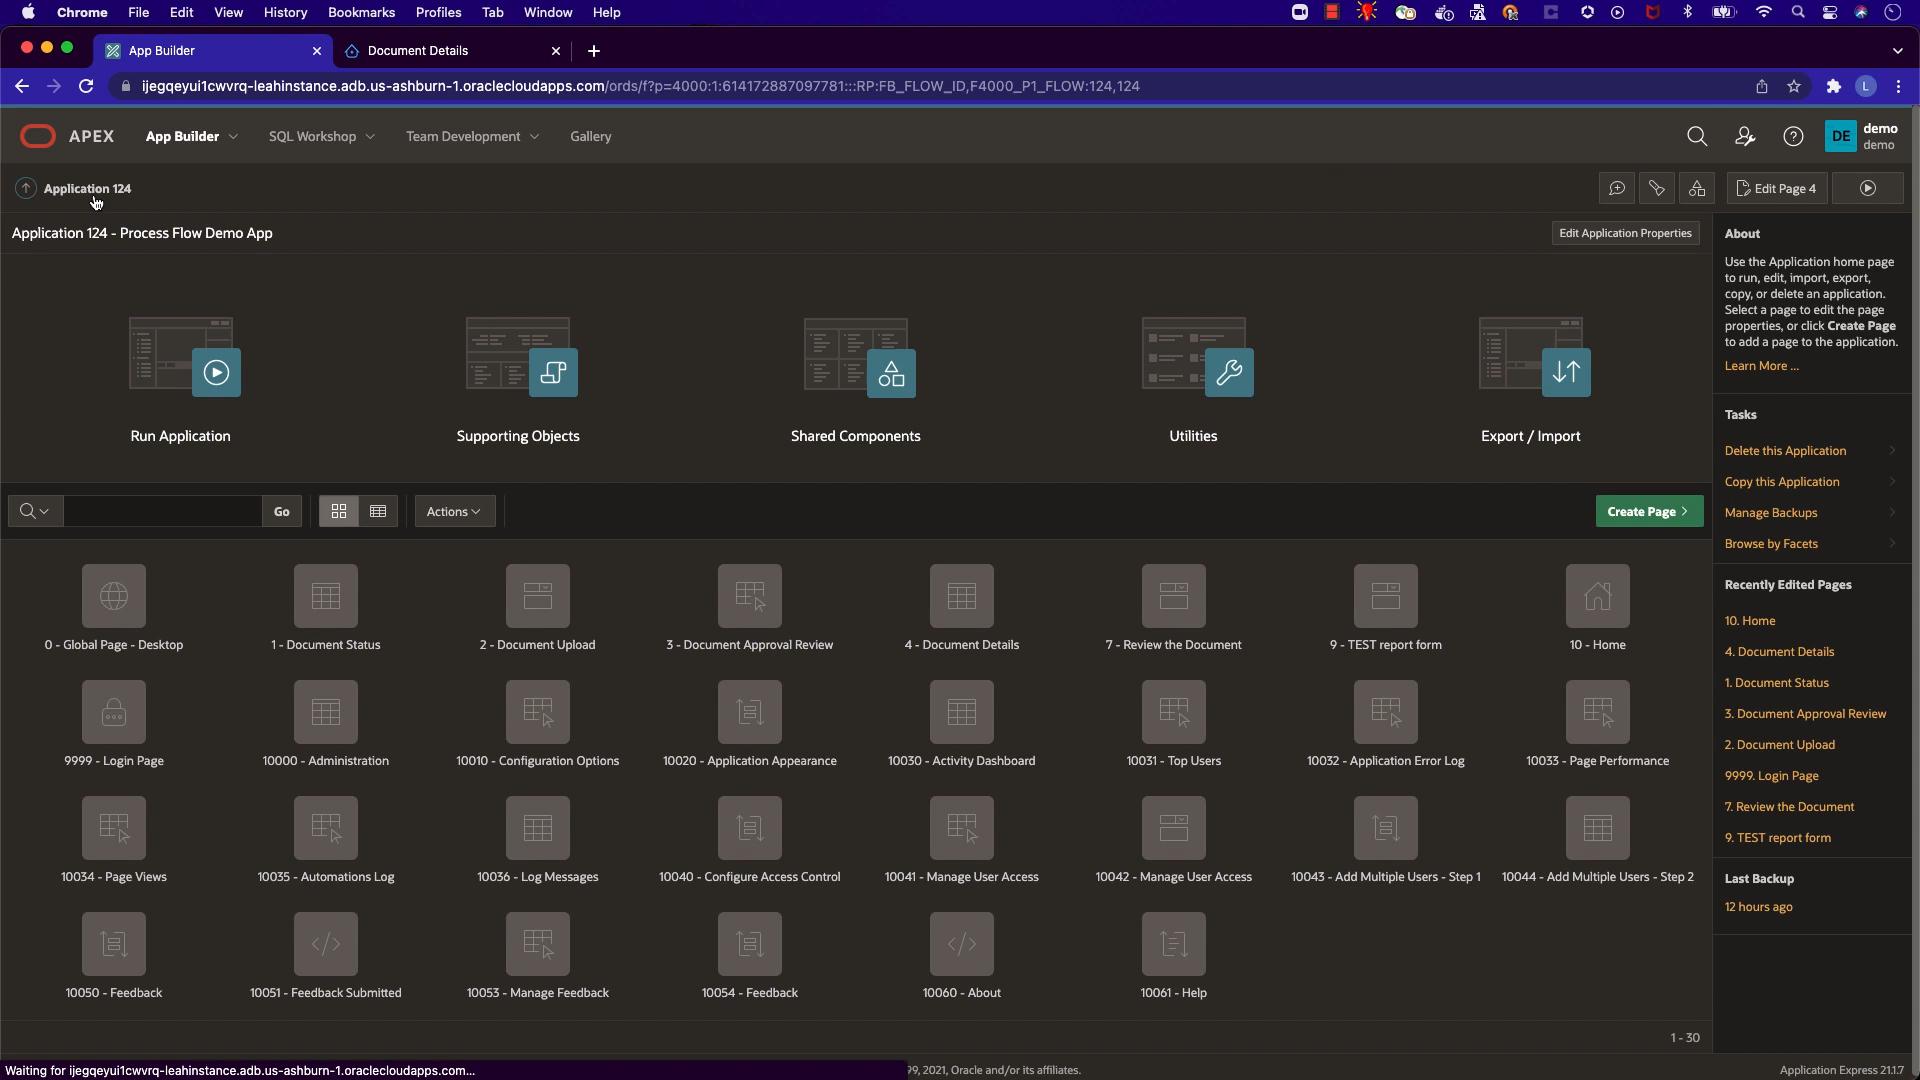 Chrome File Edit View History Bookmarks Profiles Tab Window Help
App Builder
Document Details
ijegqeyui1cwvrq-leahinstance.adb.us-ashburn-1.oraclecloudapps.com/ords/f?p=4000:1:614172887097781:::RP:FB_FLOW_ID,F4000_P1_FLOW:124,124
L
APEX App Builder SQL Workshop Team Development Gallery
DE demo
demo
Application 124
Edit Page 4
Application 124 - Process Flow Demo App
Edit Application Properties
Run Application
Supporting Objects
Shared Components
Utilities
Export / Import
Go
Actions
Create Page
0 - Global Page - Desktop
1 - Document Status
2 - Document Upload
3 - Document Approval Review
4 - Document Details
7 - Review the Document
9 - TEST report form
10 - Home
9999 - Login Page
10000 - Administration
10010 - Configuration Options
10020 - Application Appearance
10030 - Activity Dashboard
10031 - Top Users
10032 - Application Error Log
10033 - Page Performance
10034 - Page Views
10035 - Automations Log
10036 - Log Messages
10040 - Configure Access Control
10041 - Manage User Access
10042 - Manage User Access
10043 - Add Multiple Users - Step 1
10044 - Add Multiple Users - Step 2
10050 - Feedback
10051 - Feedback Submitted
10053 - Manage Feedback
10054 - Feedback
10060 - About
10061 - Help
1 - 30
About
Use the Application home page
to run, edit, import, export,
copy, or delete an application.
Select a page to edit the page
properties, or click Create Page
to add a page to the application.
Learn More ...
Tasks
Delete this Application
Copy this Application
Manage Backups
Browse by Facets
Recently Edited Pages
10. Home
4. Document Details
1. Document Status
3. Document Approval Review
2. Document Upload
9999. Login Page
7. Review the Document
9. TEST report form
Last Backup
12 hours ago
Waiting for ijegqeyui1cwvrq-leahinstance.adb.us-ashburn-1.oraclecloudapps.com...
99, 2021, Oracle and/or its affiliates.
Application Express 21.1.7